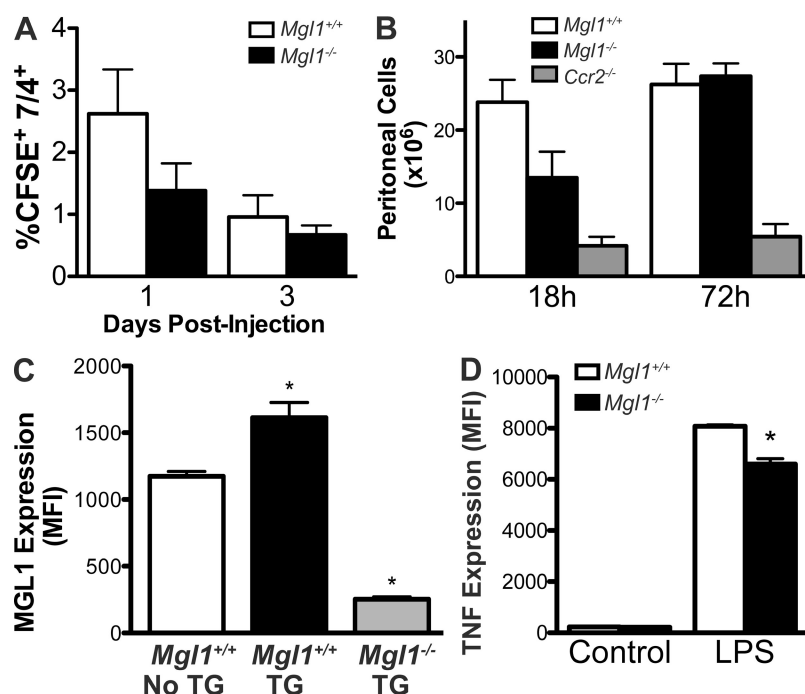 A
Mgl1+/+
Mgl1-/-
%CFSE+ 7/4+
4
3
2
1
0
1 3
Days Post-Injection
B
Mgl1+/+
Mgl1-/-
Ccr2-/-
Peritoneal Cells
(x10^6)
30
20
10
0
18h 72h
C
MGL1 Expression
(MFI)
2000
1500
1000
500
0
*
*
Mgl1+/+ Mgl1+/+ Mgl1-/-
No TG TG TG
D
Mgl1+/+
Mgl1-/-
TNF Expression (MFI)
10000
8000
6000
4000
2000
0
*
Control LPS